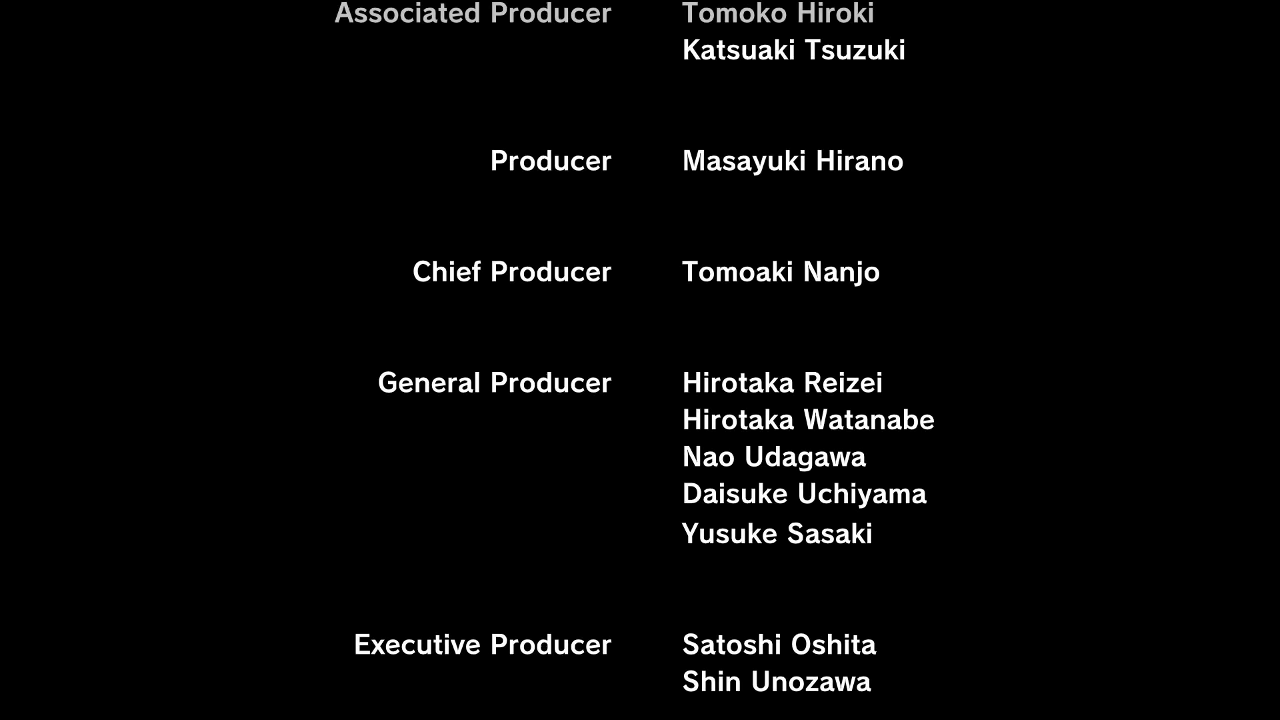 Associated Producer Tomoko Hiroki
Katsuaki Tsuzuki
Producer Masayuki Hirano
Chief Producer Tomoaki Nanjo
General Producer Hirotaka Reizei
Hirotaka Watanabe
Nao Udagawa
Daisuke Uchiyama
Yusuke Sasaki
Executive Producer Satoshi Oshita
Shin Unozawa